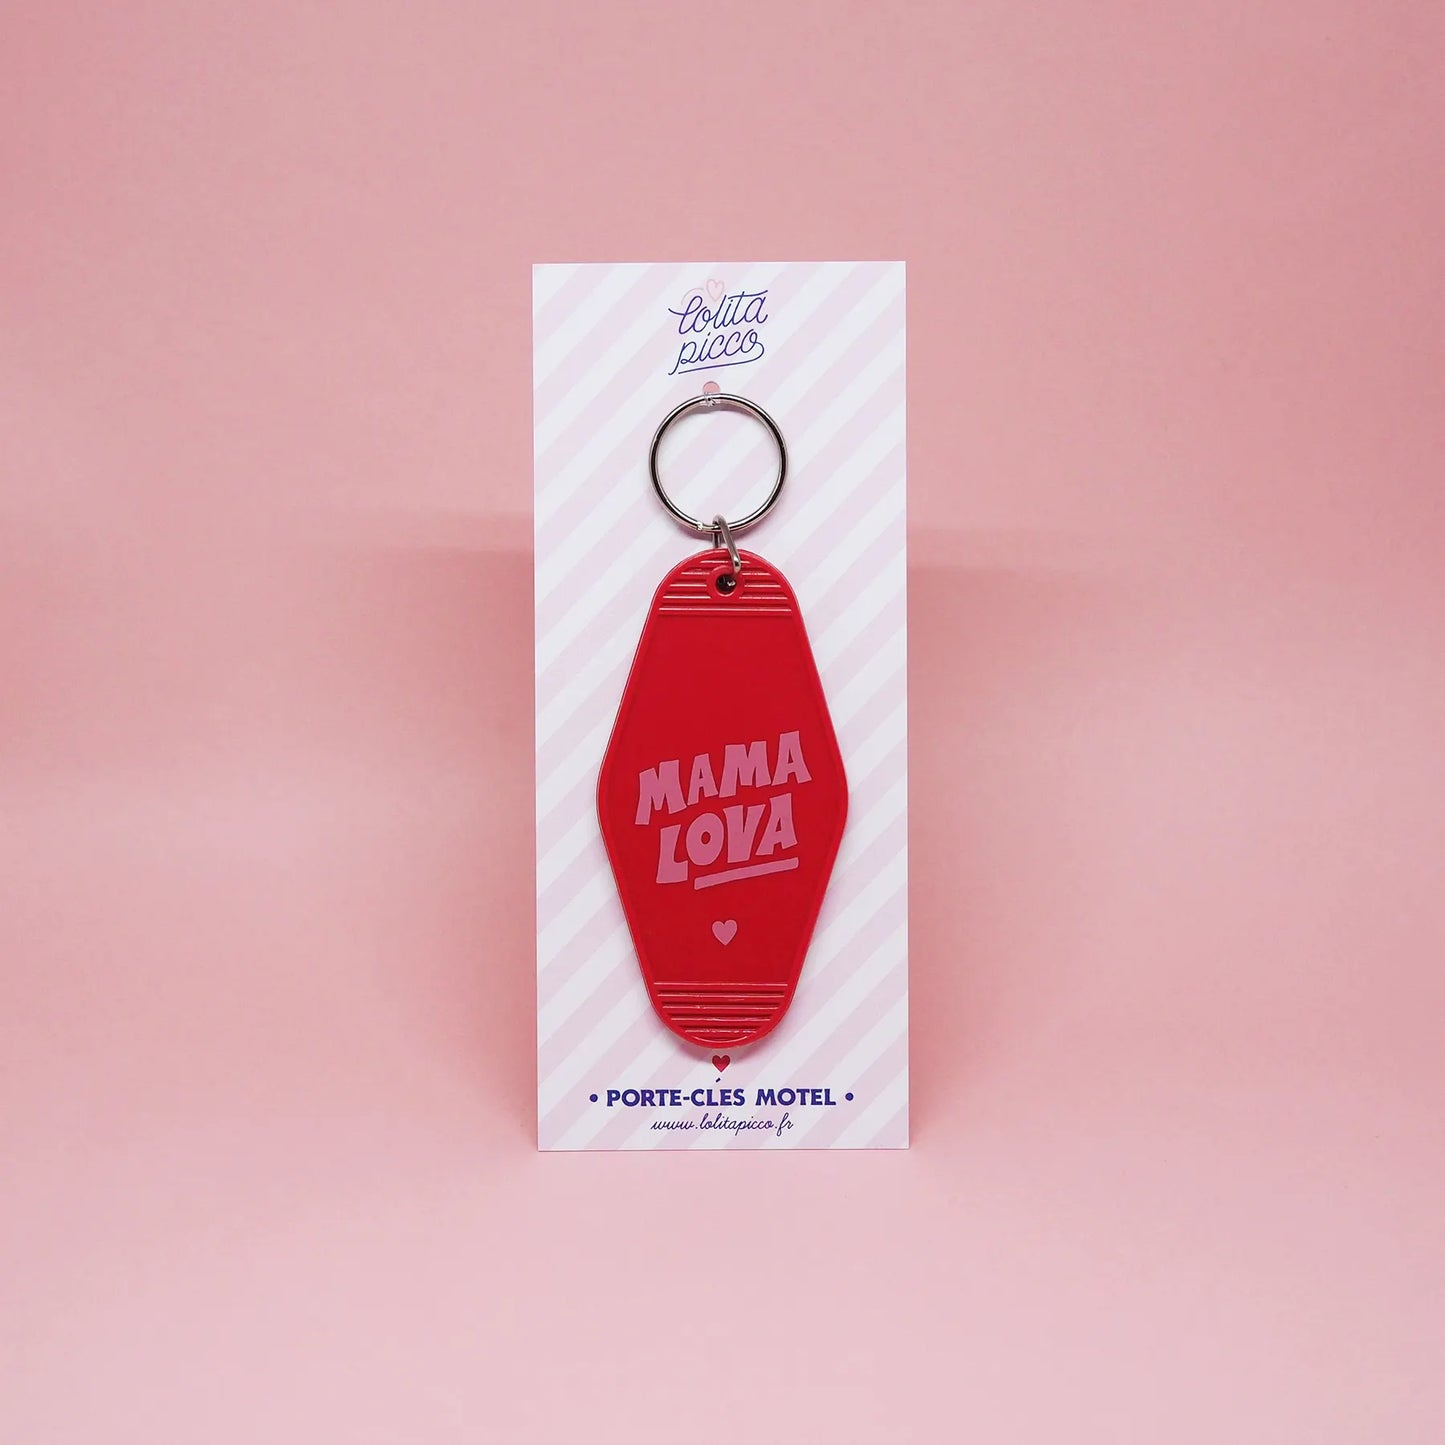 lolita
picco
MAMA
LOVA
• PORTE-CLÉS MOTEL •
www.lolitapicco.fr